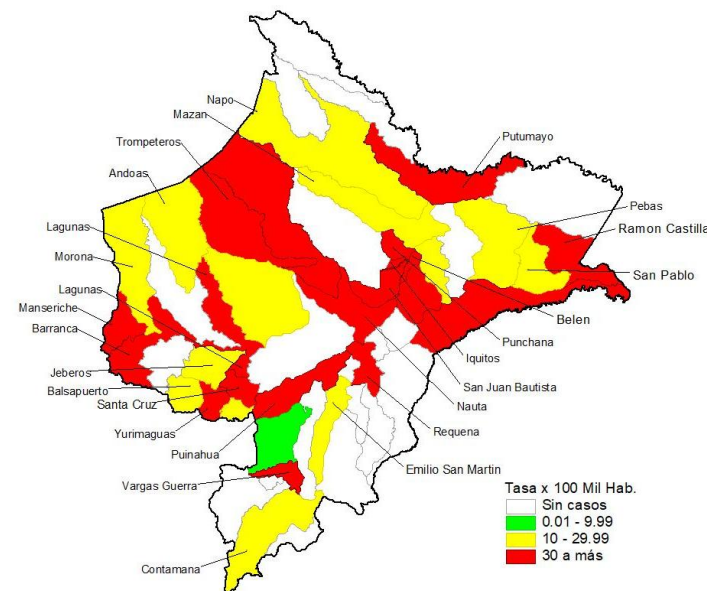 Napo
Mazan
Trompeteros
Andoas
Lagunas
Morona
Lagunas
Manseriche
Barranca
Jeberos
Balsapuerto
Santa Cruz
Yurimaguas
Puinahua
Vargas Guerra
Contamana
Putumayo
Pebas
Ramon Castilla
San Pablo
Belen
Punchana
Iquitos
San Juan Bautista
Nauta
Requena
Emilio San Martin
Tasa x 100 Mil Hab.
Sin casos
0.01 - 9.99
10 - 29.99
30 a más